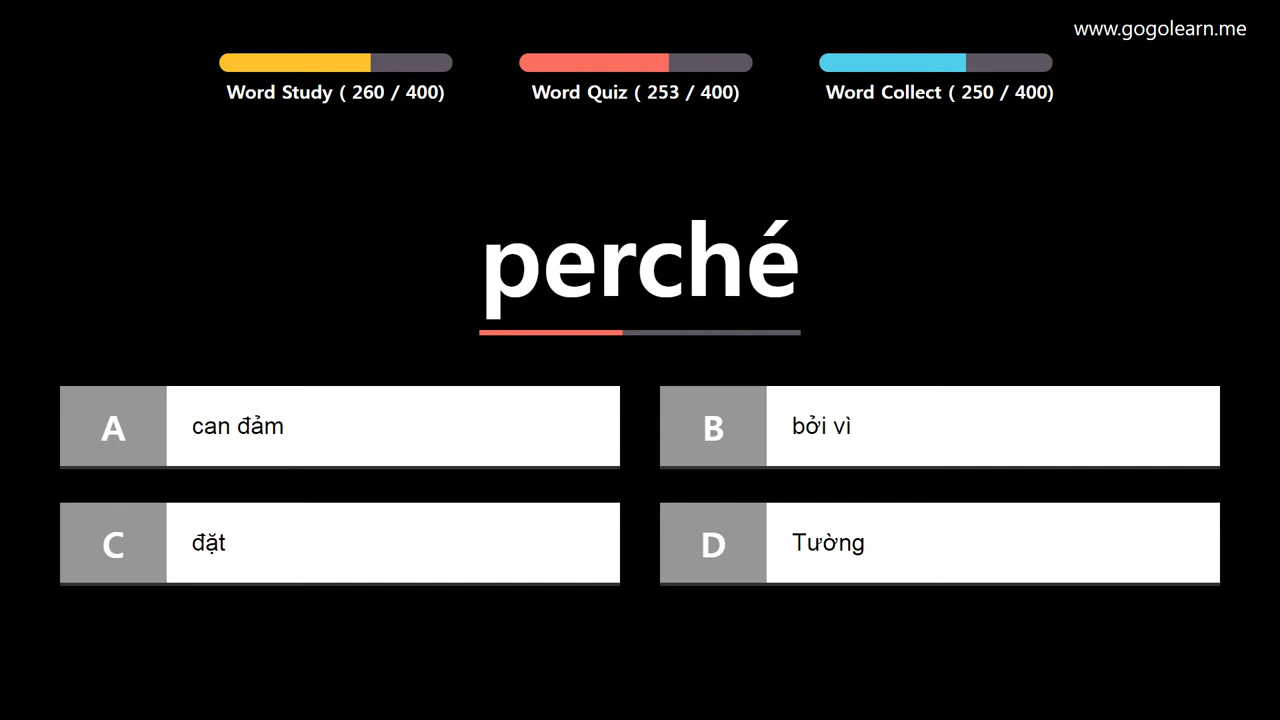 www.gogolearn.me
Word Study ( 260 / 400)
Word Quiz ( 253 / 400)
Word Collect ( 250 / 400)
perché
A can đảm
B bởi vì
C đặt
D Tường